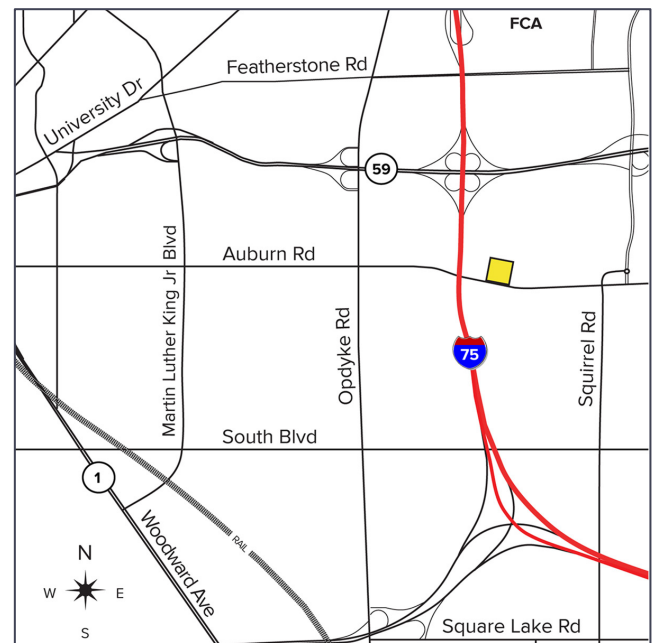 FCA
Featherstone Rd
University Dr
59
Auburn Rd
Martin Luther King Jr Blvd
Opdyke Rd
Squirrel Rd
75
South Blvd
1
Woodward Ave
RAIL
N
W E
S
Square Lake Rd